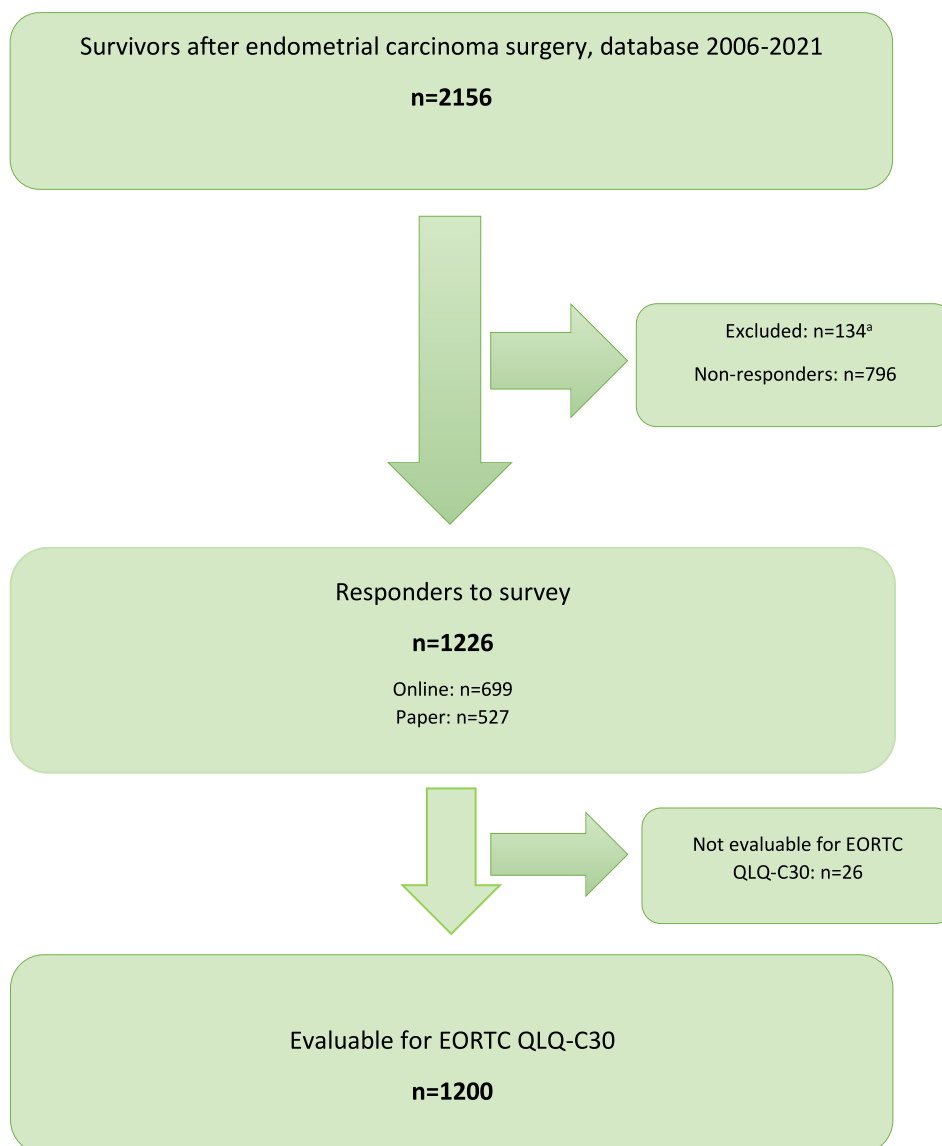 Survivors after endometrial carcinoma surgery, database 2006-2021
n=2156
Excluded: n=134ᵃ
Non-responders: n=796
Responders to survey
n=1226
Online: n=699
Paper: n=527
Not evaluable for EORTC
QLQ-C30: n=26
Evaluable for EORTC QLQ-C30
n=1200